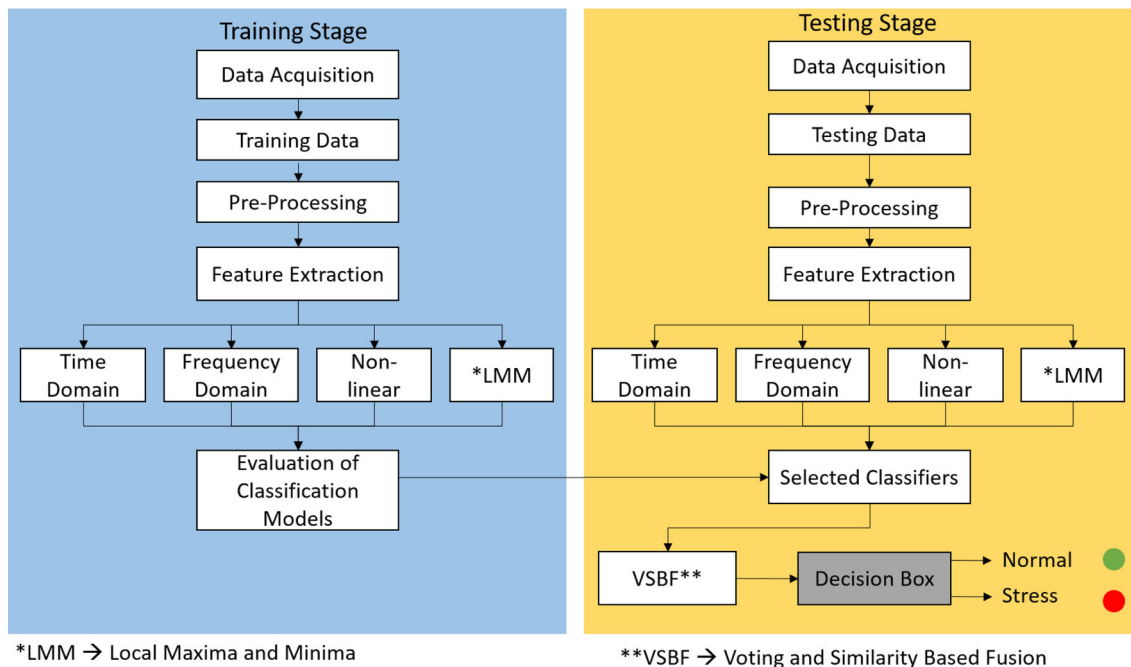 Training Stage
Data Acquisition
Training Data
Pre-Processing
Feature Extraction
Time
Domain
Frequency
Domain
Non-
linear
*LMM
Evaluation of
Classification
Models
*LMM → Local Maxima and Minima
Testing Stage
Data Acquisition
Testing Data
Pre-Processing
Feature Extraction
Time
Domain
Frequency
Domain
Non-
linear
*LMM
Selected Classifiers
VSBF**
Decision Box
Normal
Stress
**VSBF → Voting and Similarity Based Fusion